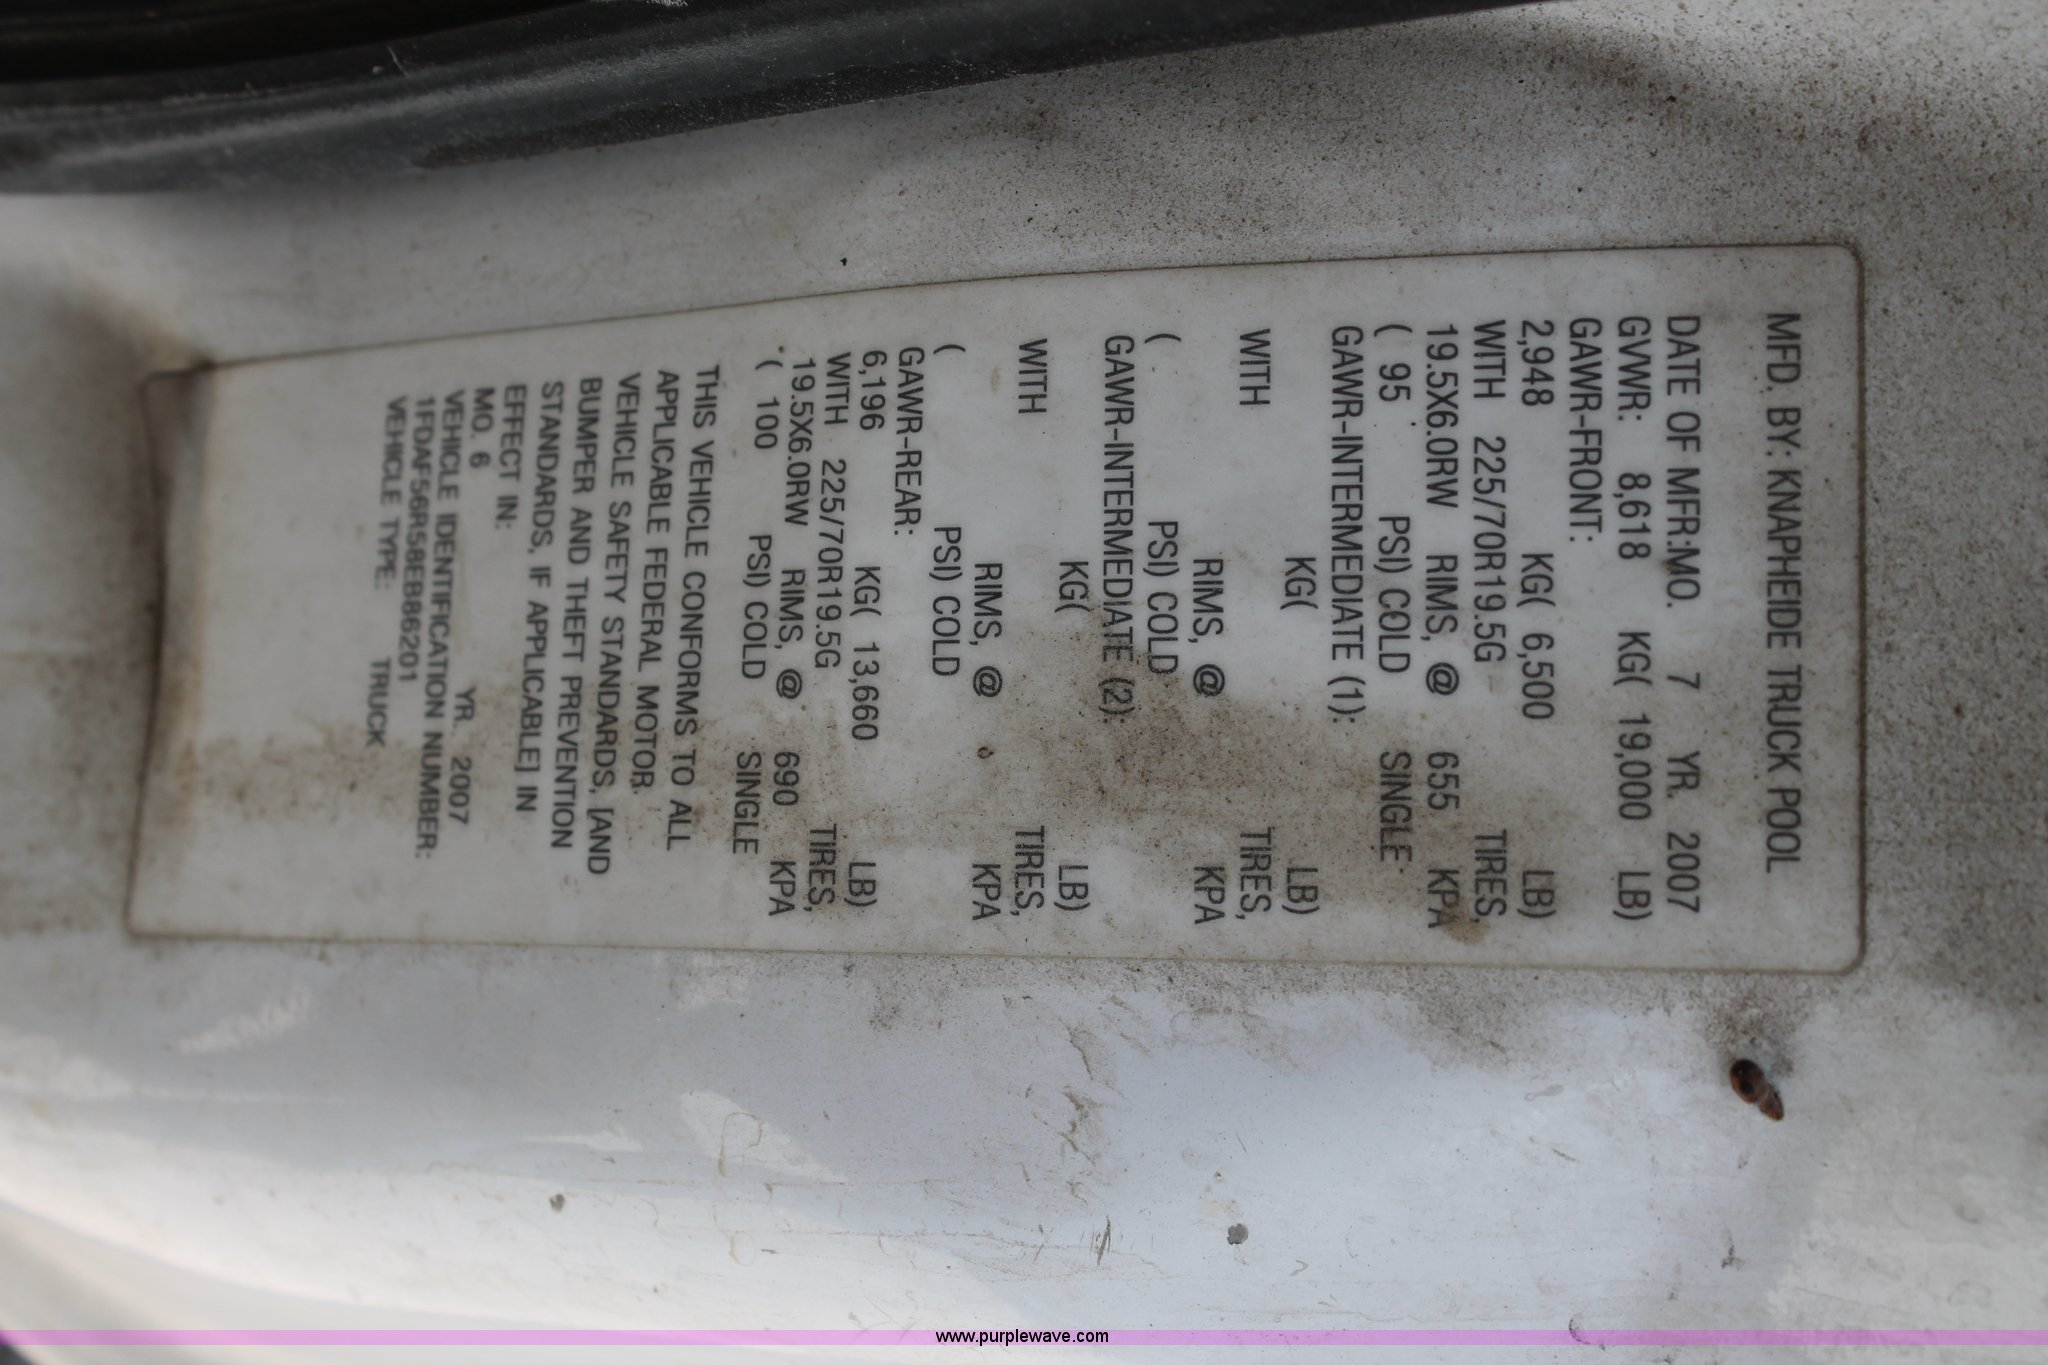 MFD. BY: KNAPHEIDE TRUCK POOL
DATE OF MFR:MO. 7 YR. 2007
GVWR: 8,618 KG( 19,000 LB)
GAWR-FRONT:
2,948 KG( 6,500 LB)
WITH 225/70R19.5G TIRES,
19.5X6.0RW RIMS, @ 655 KPA
( 95 PSI) COLD SINGLE
GAWR-INTERMEDIATE (1):
KG( LB)
WITH TIRES,
RIMS, @ KPA
( PSI) COLD
GAWR-INTERMEDIATE (2):
KG( LB)
WITH TIRES,
RIMS, @ KPA
( PSI) COLD
GAWR-REAR:
6,196 KG( 13,660 LB)
WITH 225/70R19.5G TIRES,
19.5X6.0RW RIMS, @ 690 KPA
( 100 PSI) COLD SINGLE
THIS VEHICLE CONFORMS TO ALL
APPLICABLE FEDERAL MOTOR
VEHICLE SAFETY STANDARDS, [AND
BUMPER AND THEFT PREVENTION
STANDARDS, IF APPLICABLE] IN
EFFECT IN:
MO. 6 YR. 2007
VEHICLE IDENTIFICATION NUMBER:
1FDAF56R58EB86201
VEHICLE TYPE: TRUCK
www.purplewave.com